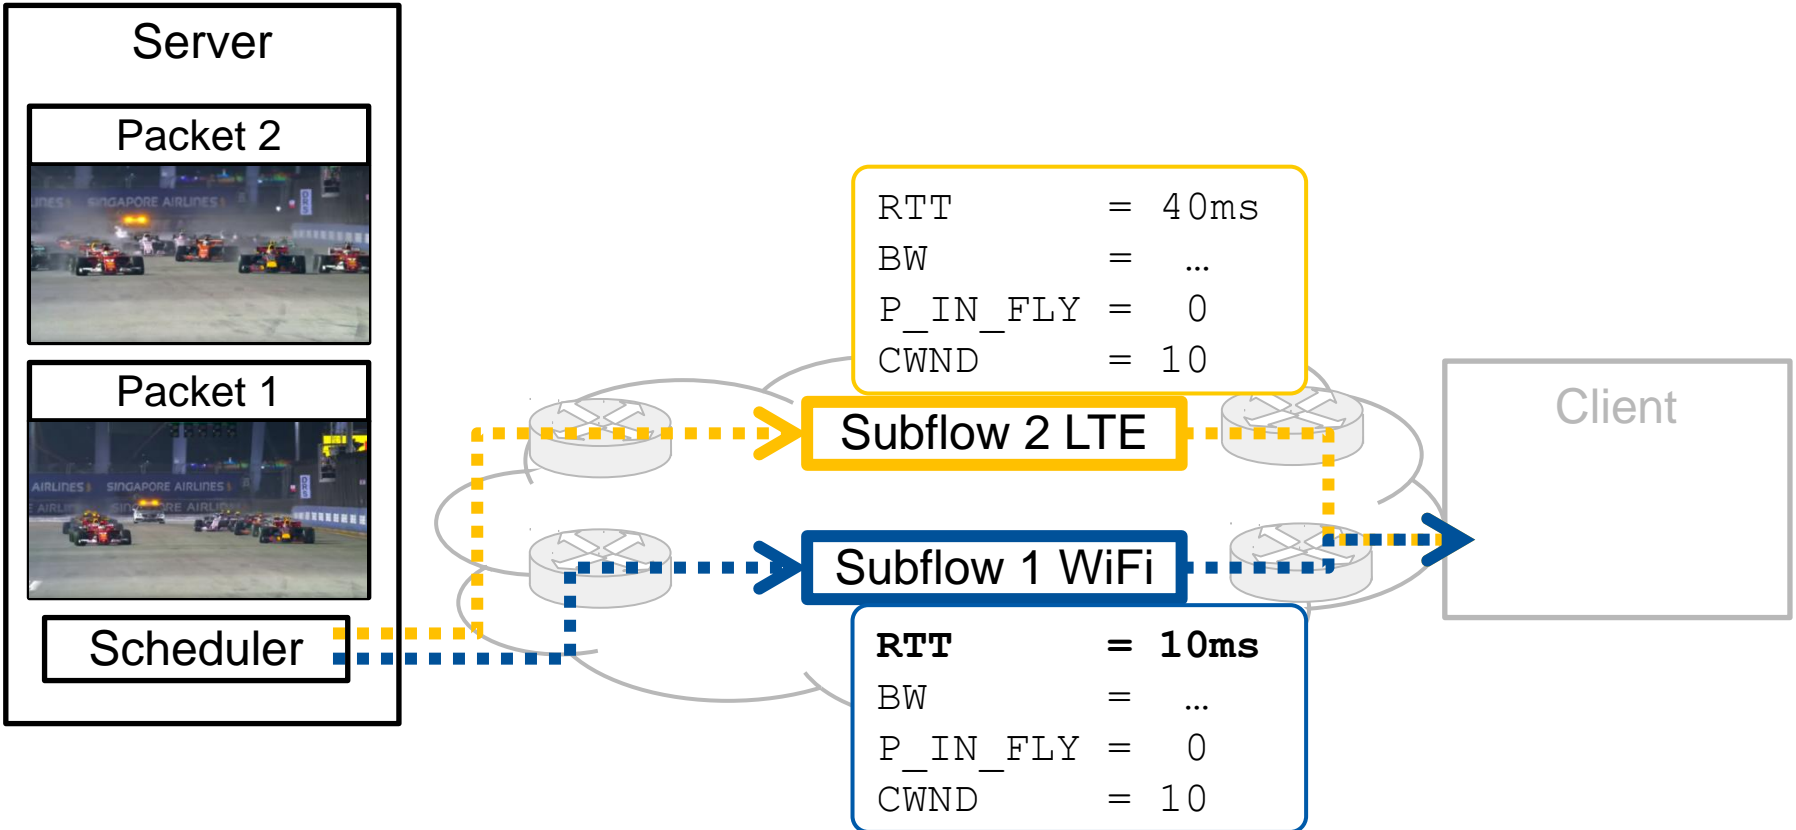 Server
Packet 2
SINGAPORE AIRLINES
Packet 1
AIRLINES
SINGAPORE AIRLINES
Scheduler
RTT = 40ms
BW = …
P_IN_FLY = 0
CWND = 10
Subflow 2 LTE
Subflow 1 WiFi
RTT = 10ms
BW = …
P_IN_FLY = 0
CWND = 10
Client